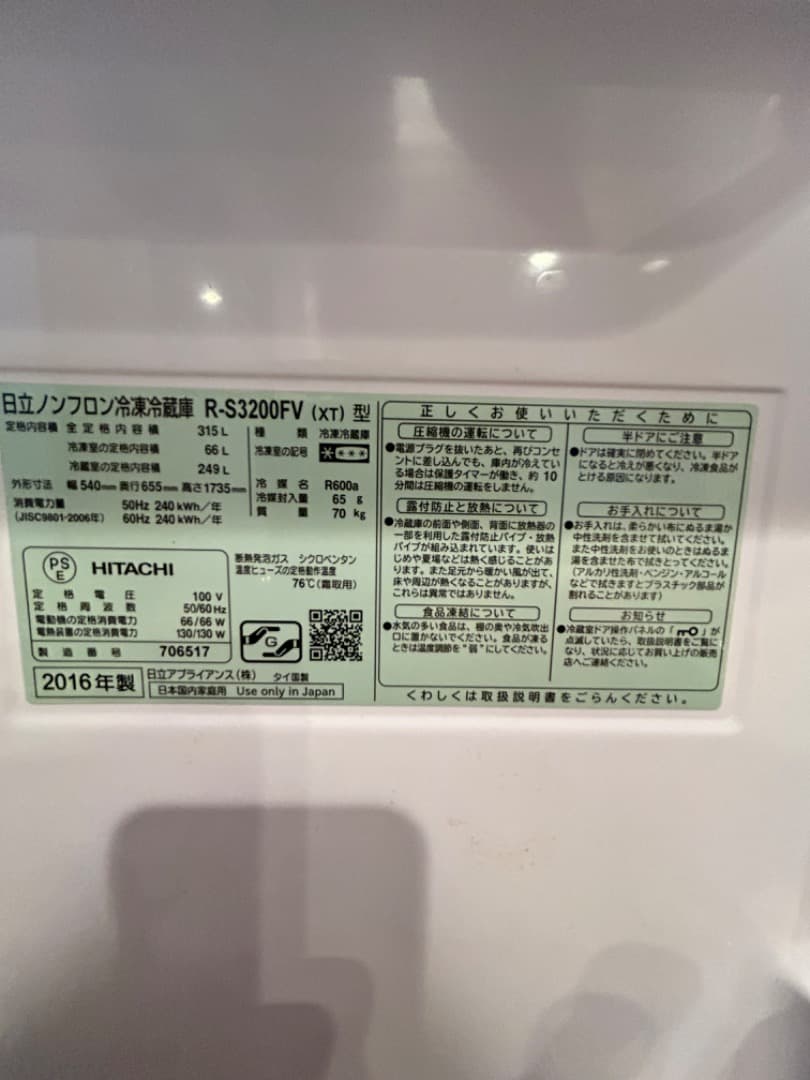 日立ノンフロン冷凍冷蔵庫 R-S3200FV (XT) 型
定格内容積 全定格内容積 315 L
冷凍室の定格内容積 66 L
冷蔵室の定格内容積 249 L
外形寸法 幅 540mm 奥行 655mm 高さ 1735mm
消費電力量 50Hz 240 kWh/年
(JISC9801-2006年) 60Hz 240 kWh/年
種類 冷凍冷蔵庫
冷凍室の記号
冷媒名 R600a
冷媒封入量 65 g
質量 70 kg
PSE HITACHI
定格電圧 100 V
定格周波数 50/60 Hz
電動機の定格消費電力 66/66 W
電熱装置の定格消費電力 130/130 W
製造番号 706517
断熱発泡ガス シクロペンタン
温度ヒューズの定格動作温度
76℃(霜取用)
G
2016年製
日立アプライアンス(株) タイ国製
日本国内家庭用 Use only in Japan
正しくお使いいただくために
圧縮機の運転について
●電源プラグを抜いたあと、再びコンセ
ントに差し込んでも、庫内が冷えてい
る場合は保護タイマーが働き、約 10
分間は圧縮機の運転をしません。
露付防止と放熱について
●冷蔵庫の前面や側面、背面に放熱器の
一部を利用した露付防止パイプ・放熱
パイプが組み込まれています。使いは
じめや夏場などは熱く感じることがあ
ります。また足元から暖かい風が出て、
床や周辺が熱くなることがありますが、
これらは異常ではありません。
食品凍結について
●水気の多い食品は、棚の奥や冷気吹出
口に置かないでください。食品が凍る
ときは温度調節を“弱”にしてください。
半ドアにご注意
●ドアは確実に閉めてください。半ドア
になると冷えが悪くなり、冷凍食品が
とける原因になります。
お手入れについて
●お手入れは、柔らかい布にぬるま湯か
中性洗剤を含ませて拭いてください。
また中性洗剤をお使いのときはぬるま
湯を含ませた布で拭きとってください。
(アルカリ性洗剤・ベンジン・アルコール
などで拭きますとプラスチック部品が
割れることがあります)
お知らせ
●冷蔵室ドア操作パネルの「 」が
点滅していたら、取扱説明書をご覧に
なり、状況に応じてお買い上げの販売
店へご連絡ください。
くわしくは取扱説明書をごらんください。